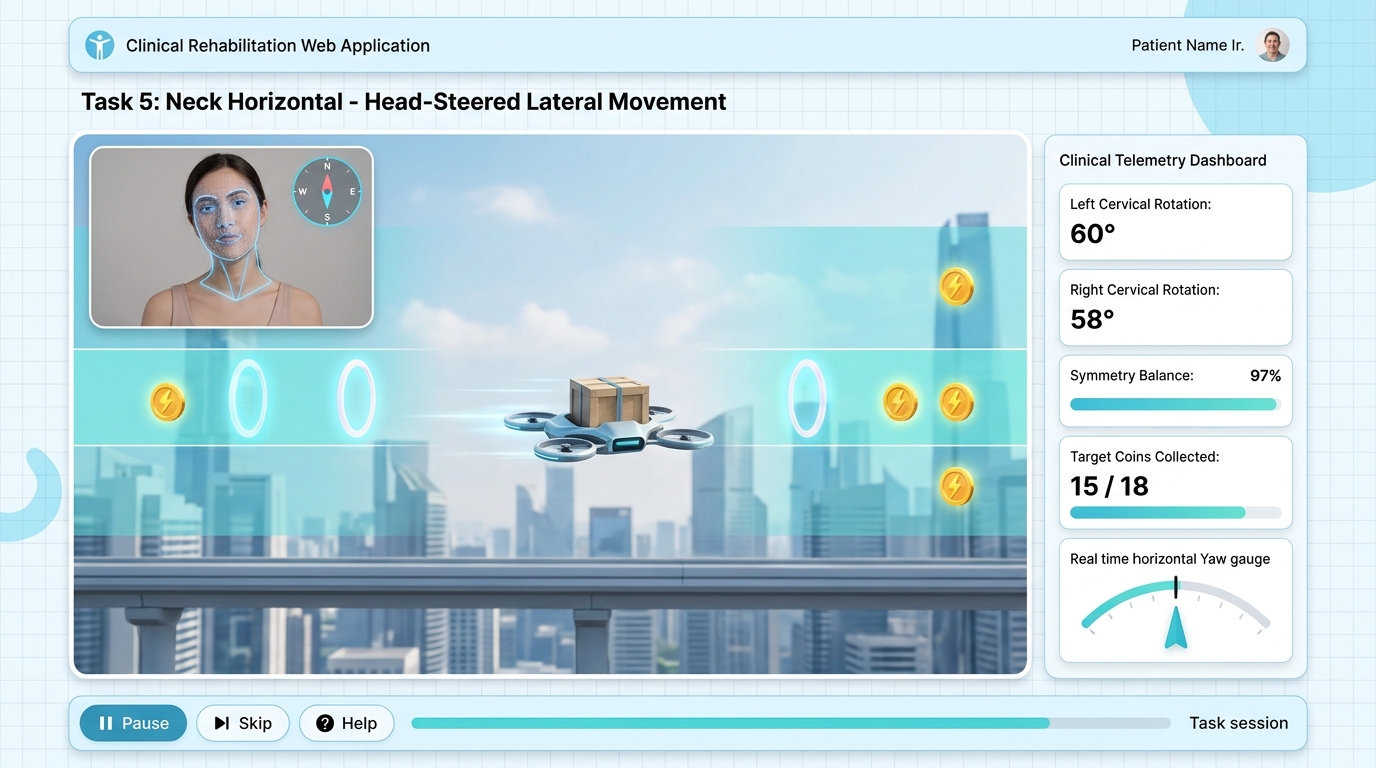 Clinical Rehabilitation Web Application
Patient Name Ir.
Task 5: Neck Horizontal - Head-Steered Lateral Movement
N
W
E
S
Clinical Telemetry Dashboard
Left Cervical Rotation:
60°
Right Cervical Rotation:
58°
Symmetry Balance: 97%
Target Coins Collected:
15 / 18
Real time horizontal Yaw gauge
Pause
Skip
Help
Task session